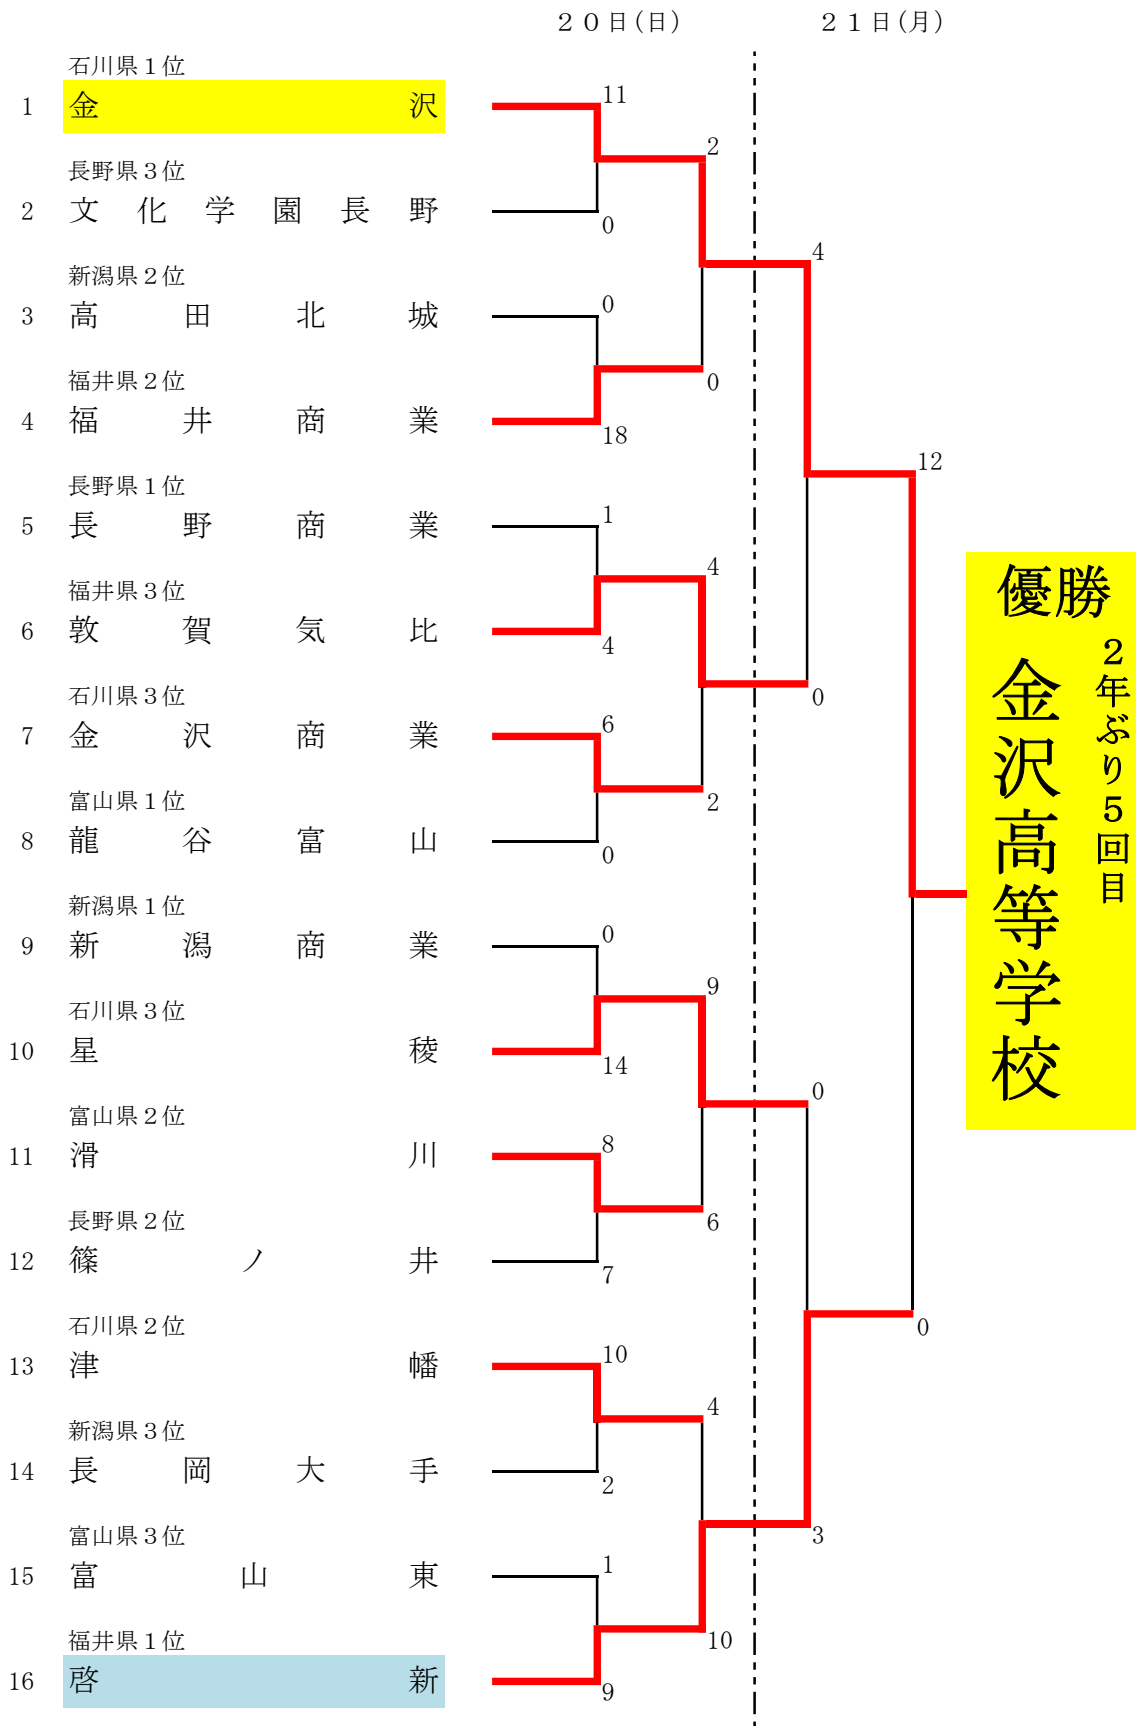 ２０日(日)
２１日(月)
石川県１位
1 金沢
11
2
長野県３位
2 文化学園長野
0
4
新潟県２位
3 高田北城
0
福井県２位
0
4 福井商業
18
12
長野県１位
5 長野商業
1
福井県３位
4
6 敦賀気比
4
石川県３位
0
7 金沢商業
6
富山県１位
2
8 龍谷富山
0
新潟県１位
9 新潟商業
0
石川県３位
9
10 星稜
14
0
富山県２位
11 滑川
8
長野県２位
6
12 篠ノ井
7
石川県２位
0
13 津幡
10
新潟県３位
4
14 長岡大手
2
富山県３位
3
15 富山東
1
福井県１位
10
16 啓新
9
優勝
２年ぶり５回目
金沢高等学校